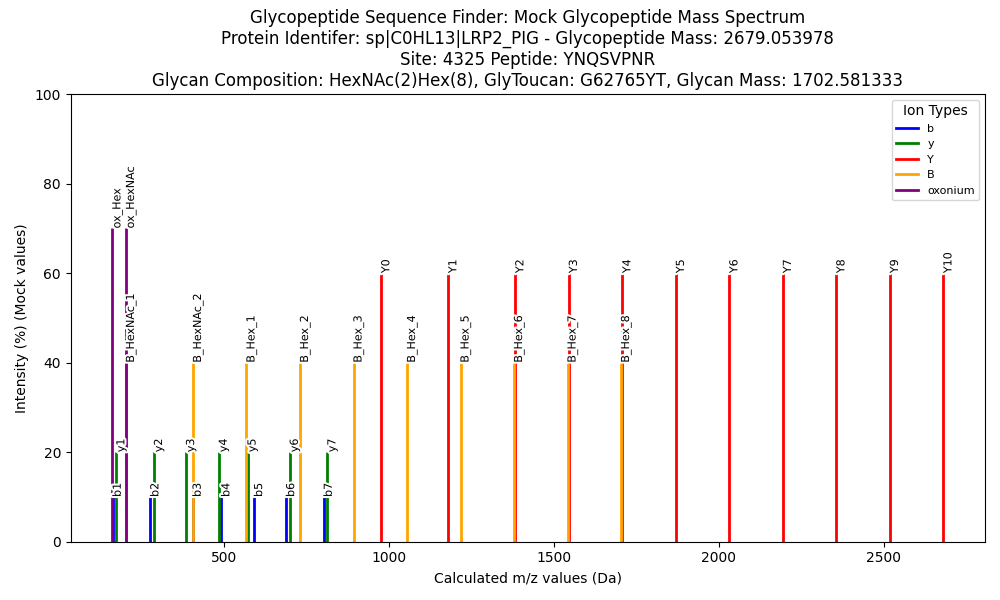 Glycopeptide Sequence Finder: Mock Glycopeptide Mass Spectrum
Protein Identifer: sp|C0HL13|LRP2_PIG - Glycopeptide Mass: 2679.053978
Site: 4325 Peptide: YNQSVPNR
Glycan Composition: HexNAc(2)Hex(8), GlyToucan: G62765YT, Glycan Mass: 1702.581333
Intensity (%) (Mock values)
100
80
60
40
20
0
Ion Types
b
y
Y
B
oxonium
ox_Hex
ox_HexNAc
Y0
Y1
Y2
Y3
Y4
Y5
Y6
Y7
Y8
Y9
Y10
B_HexNAc_1
B_HexNAc_2
B_Hex_1
B_Hex_2
B_Hex_3
B_Hex_4
B_Hex_5
B_Hex_6
B_Hex_7
B_Hex_8
y1
y2
y3
y4
y5
y6
y7
b1
b2
b3
b4
b5
b6
b7
500
1000
1500
2000
2500
Calculated m/z values (Da)